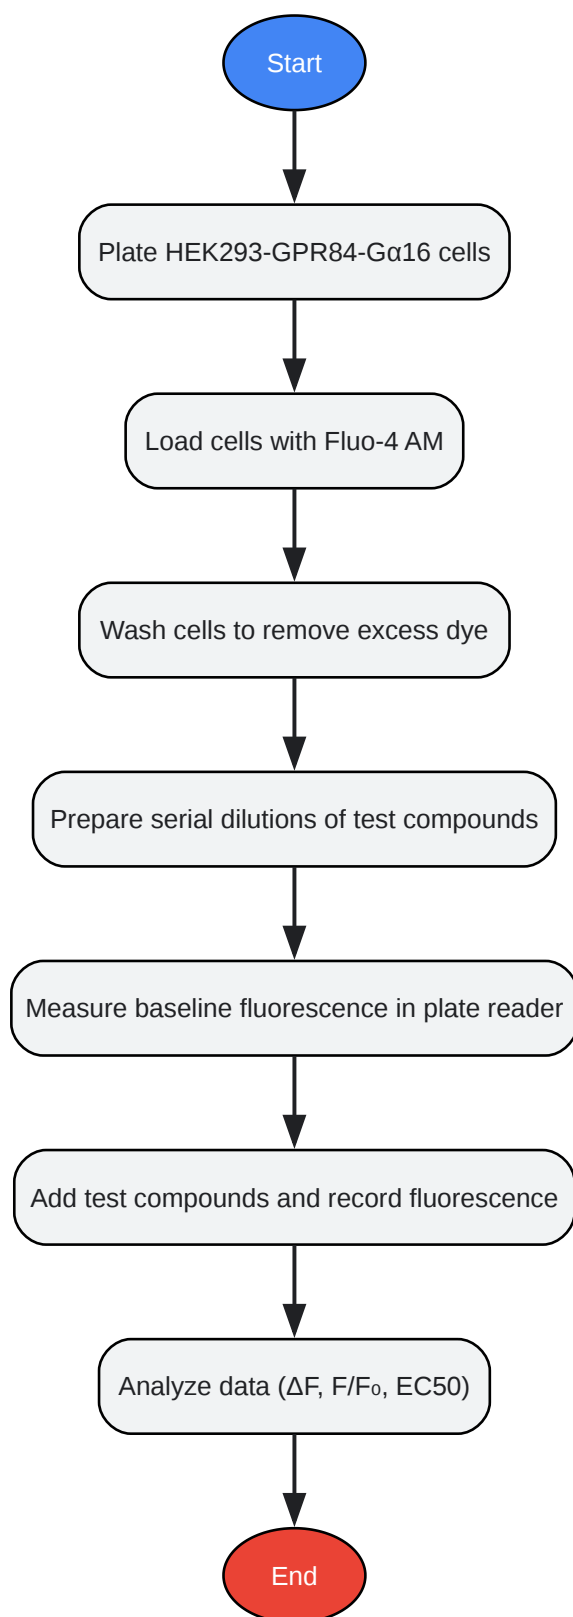 Start
Plate HEK293-GPR84-Gα16 cells
Load cells with Fluo-4 AM
Wash cells to remove excess dye
Prepare serial dilutions of test compounds
Measure baseline fluorescence in plate reader
Add test compounds and record fluorescence
Analyze data (ΔF, F/F₀, EC50)
End